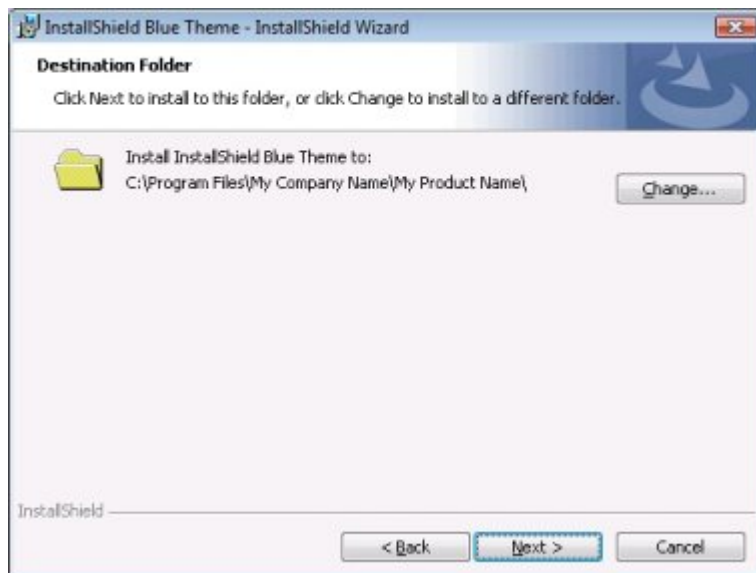 InstallShield Blue Theme - InstallShield Wizard
Destination Folder
Click Next to install to this folder, or click Change to install to a different folder.
Install InstallShield Blue Theme to:
C:\Program Files\My Company Name\My Product Name\
Change...
InstallShield
< Back
Next >
Cancel